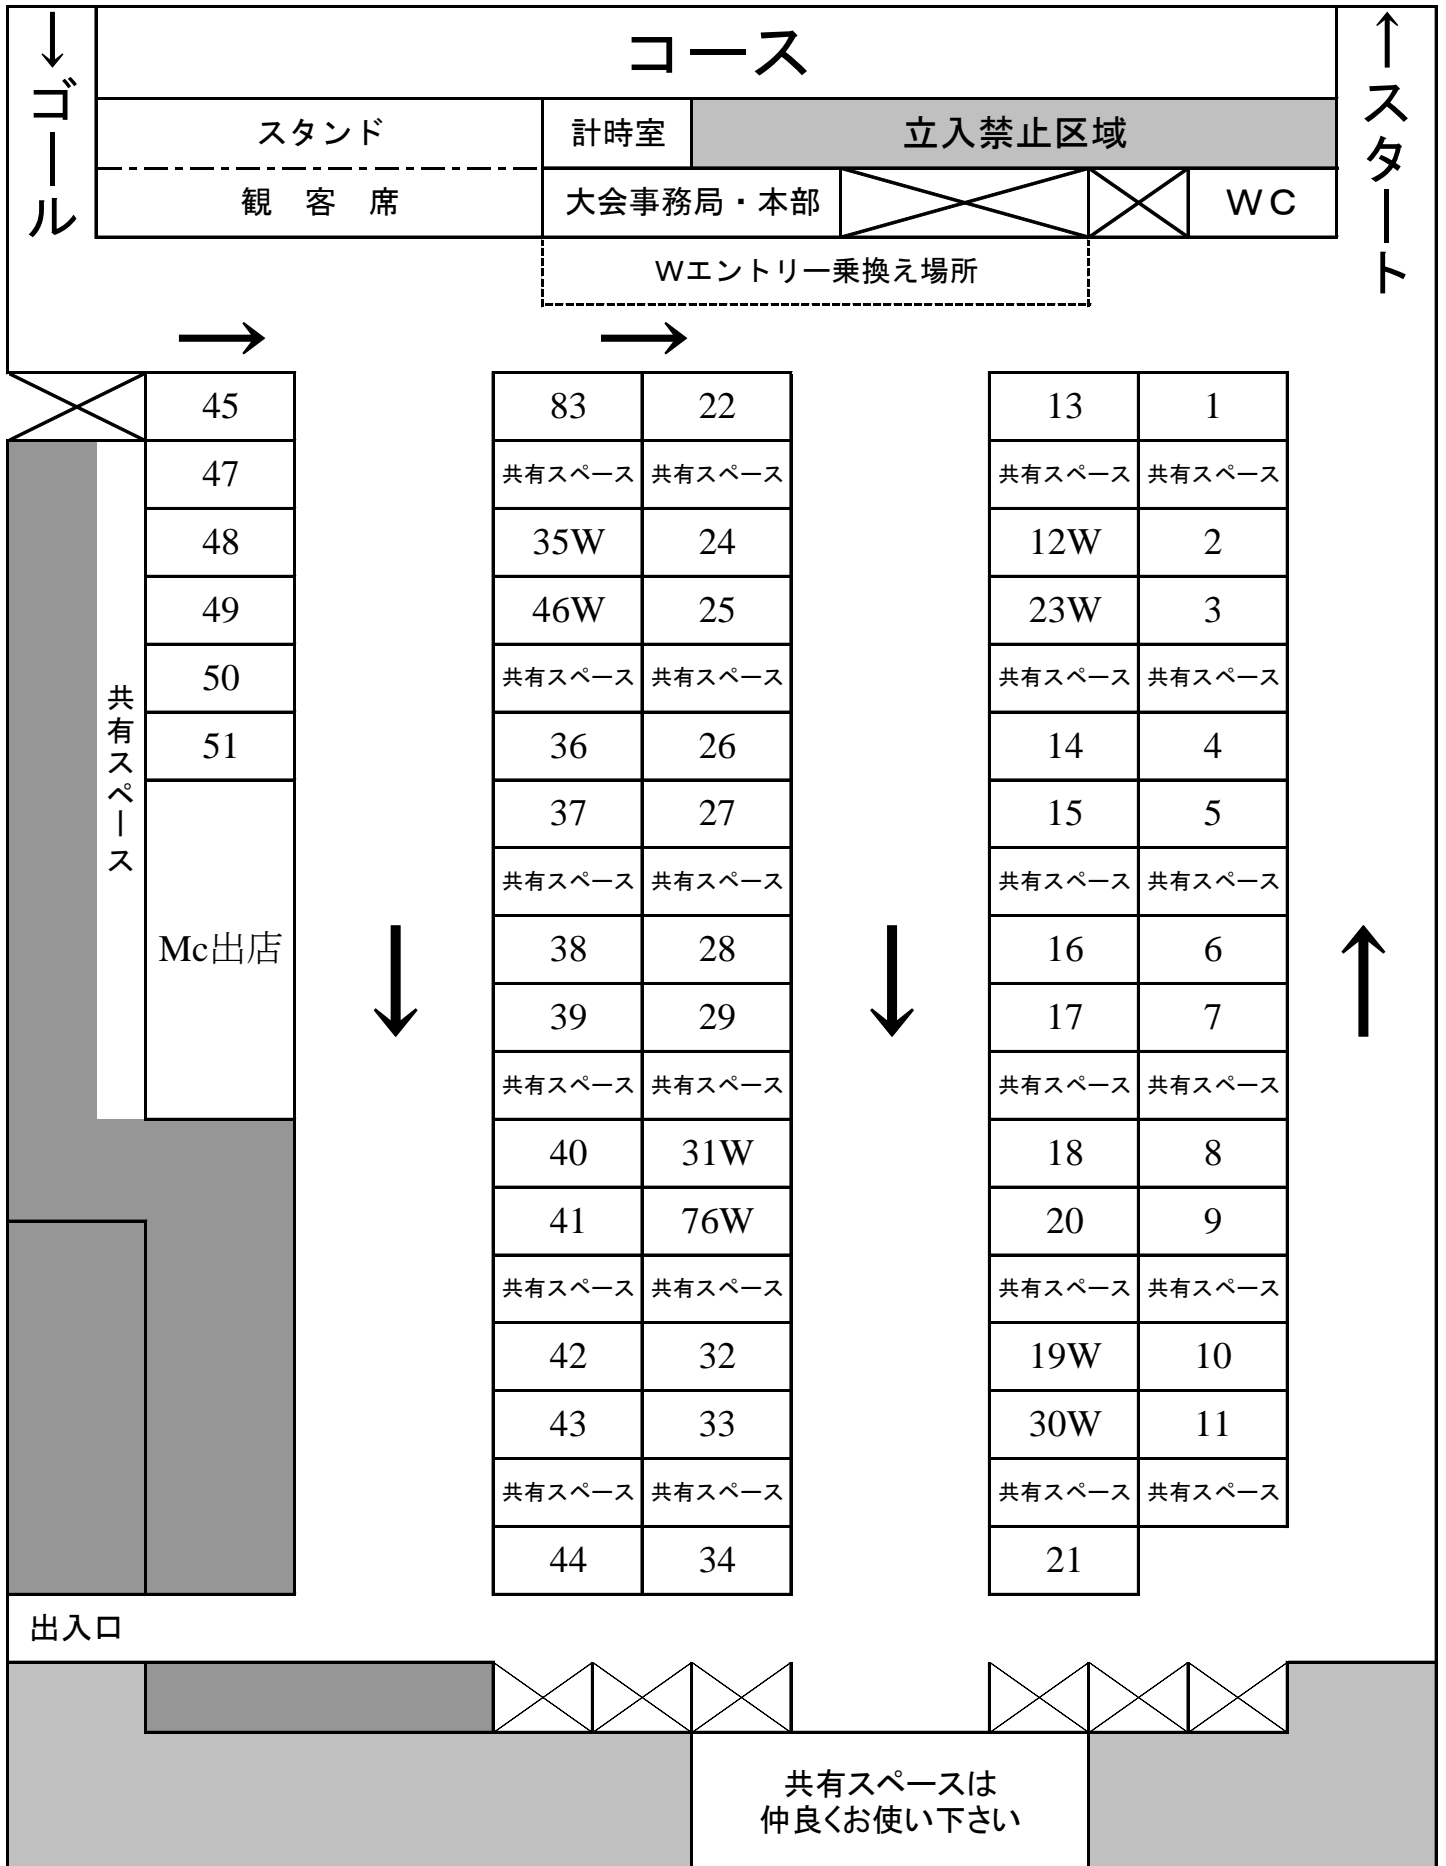 コース
↓ゴール
↑スタート
スタンド 計時室 立入禁止区域
観 客 席 大会事務局・本部 WC
Wエントリー乗換え場所
→ →
45 83 22 13 1
47 共有スペース 共有スペース 共有スペース 共有スペース
48 35W 24 12W 2
49 46W 25 23W 3
50 共有スペース 共有スペース 共有スペース 共有スペース
51 36 26 14 4
共有スペース
37 27 15 5
共有スペース 共有スペース 共有スペース 共有スペース
Mc出店 38 28 16 6
↓ ↓ ↑
39 29 17 7
共有スペース 共有スペース 共有スペース 共有スペース
40 31W 18 8
41 76W 20 9
共有スペース 共有スペース 共有スペース 共有スペース
42 32 19W 10
43 33 30W 11
共有スペース 共有スペース 共有スペース 共有スペース
44 34 21
出入口
共有スペースは
仲良くお使い下さい